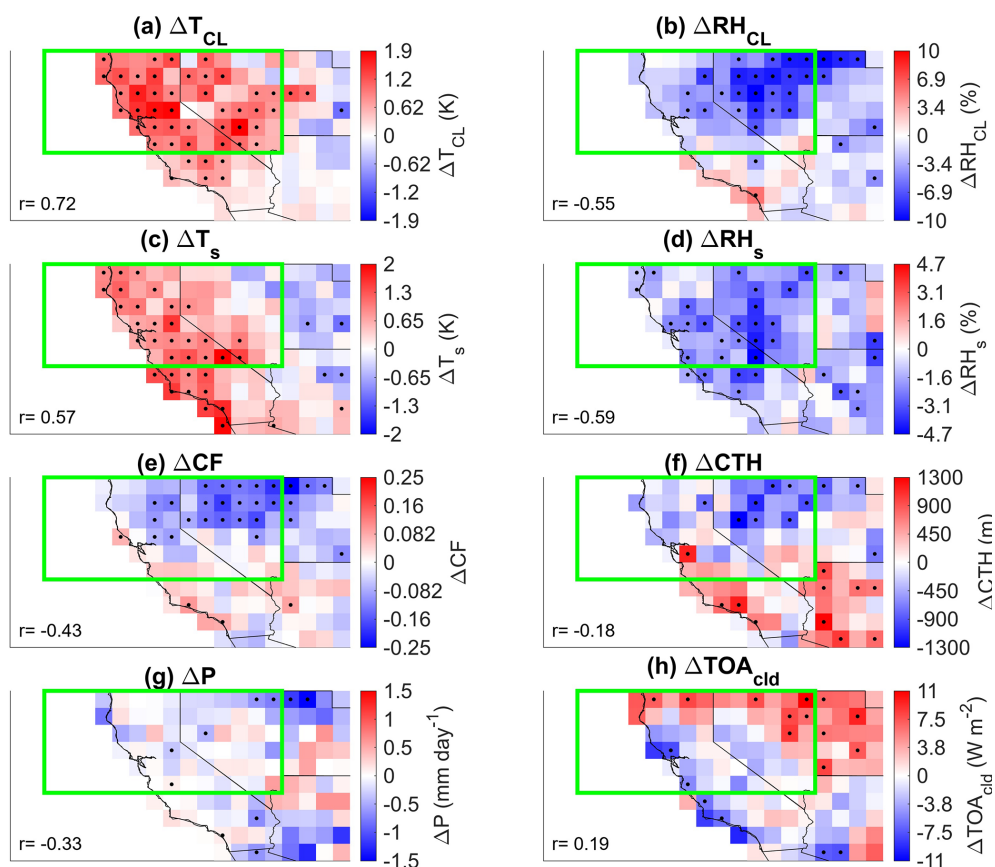 (a) ΔT_CL
1.9
1.2
0.62
0
-0.62
-1.2
-1.9
ΔT_CL (K)
r= 0.72
(b) ΔRH_CL
10
6.9
3.4
0
-3.4
-6.9
-10
ΔRH_CL (%)
r= -0.55
(c) ΔT_s
2
1.3
0.65
0
-0.65
-1.3
-2
ΔT_s (K)
r= 0.57
(d) ΔRH_s
4.7
3.1
1.6
0
-1.6
-3.1
-4.7
ΔRH_s (%)
r= -0.59
(e) ΔCF
0.25
0.16
0.082
0
-0.082
-0.16
-0.25
ΔCF
r= -0.43
(f) ΔCTH
1300
900
450
0
-450
-900
-1300
ΔCTH (m)
r= -0.18
(g) ΔP
1.5
1
0.5
0
-0.5
-1
-1.5
ΔP (mm day⁻¹)
r= -0.33
(h) ΔTOA_cld
11
7.5
3.8
0
-3.8
-7.5
-11
ΔTOA_cld (W m⁻²)
r= 0.19